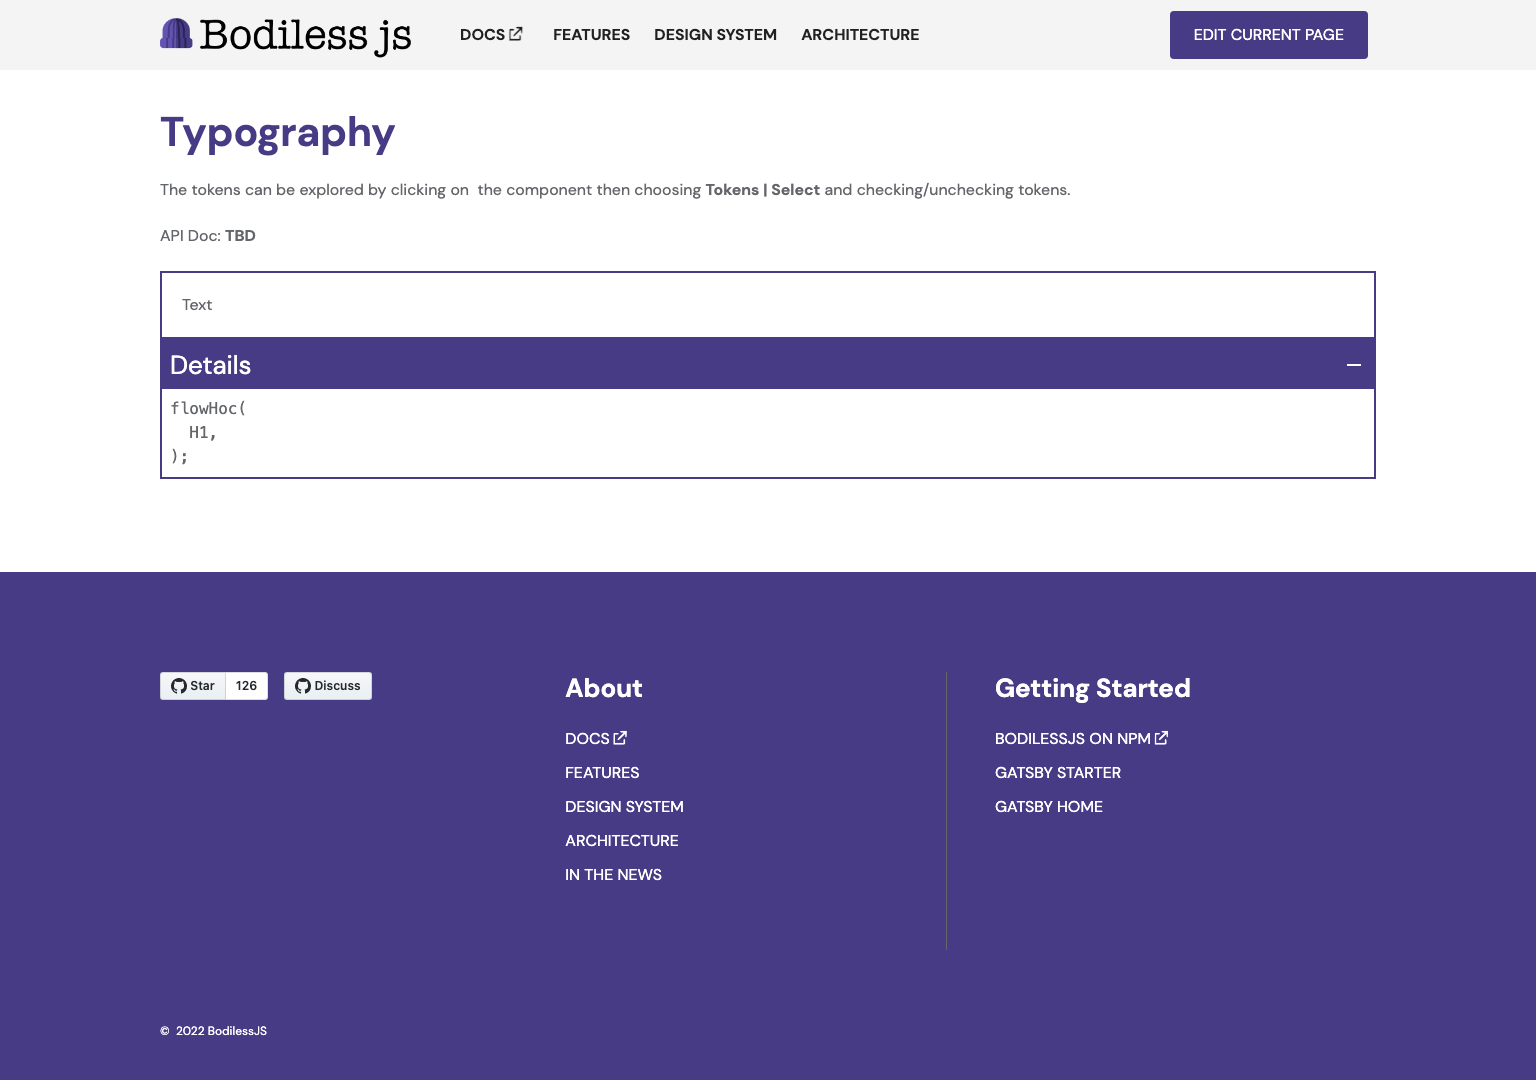 Bodiless js
DOCS
FEATURES
DESIGN SYSTEM
ARCHITECTURE
EDIT CURRENT PAGE
Typography
The tokens can be explored by clicking on  the component then choosing Tokens | Select and checking/unchecking tokens.
API Doc: TBD
Text
Details
flowHoc(
  H1,
);
Star 126
Discuss
About
DOCS
FEATURES
DESIGN SYSTEM
ARCHITECTURE
IN THE NEWS
Getting Started
BODILESSJS ON NPM
GATSBY STARTER
GATSBY HOME
©  2022 BodilessJS